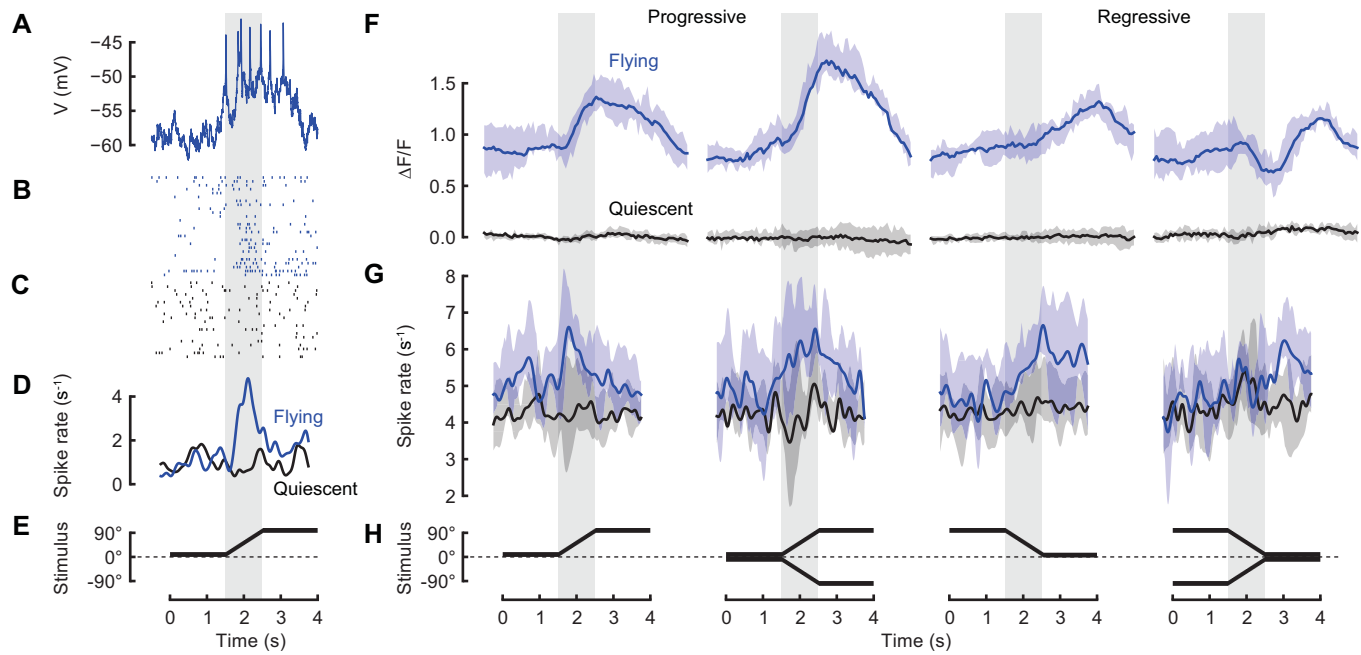 A
V (mV)
−45
−50
−55
−60
B
C
D
Spike rate (s⁻¹)
4
2
0
Flying
Quiescent
E
Stimulus
90°
0°
-90°
0 1 2 3 4
Time (s)
F
Progressive
Regressive
Flying
ΔF/F
1.5
1.0
0.5
0.0
Quiescent
G
Spike rate (s⁻¹)
8
7
6
5
4
3
2
H
Stimulus
90°
0°
-90°
0 1 2 3 4 0 1 2 3 4 0 1 2 3 4 0 1 2 3 4
Time (s)